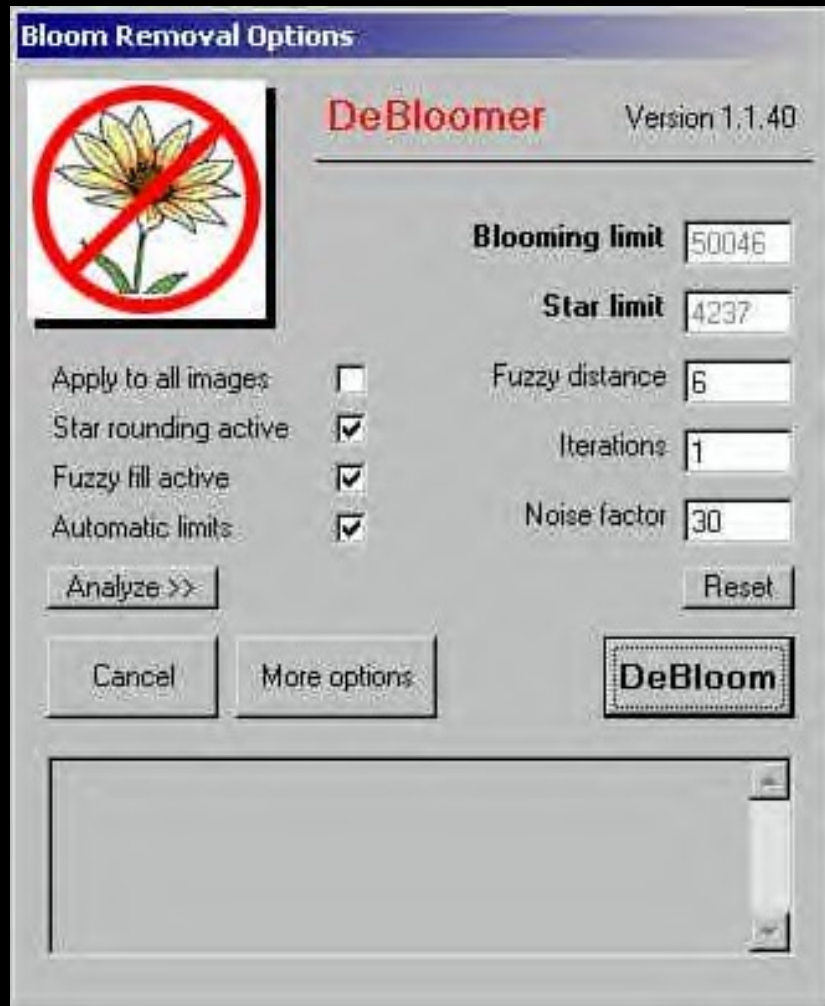 Bloom Removal Options
DeBloomer Version 1.1.40
Blooming limit 50046
Star limit 4237
Apply to all images
Fuzzy distance 6
Star rounding active
Iterations 1
Fuzzy fill active
Noise factor 30
Automatic limits
Analyze >> Reset
Cancel More options DeBloom